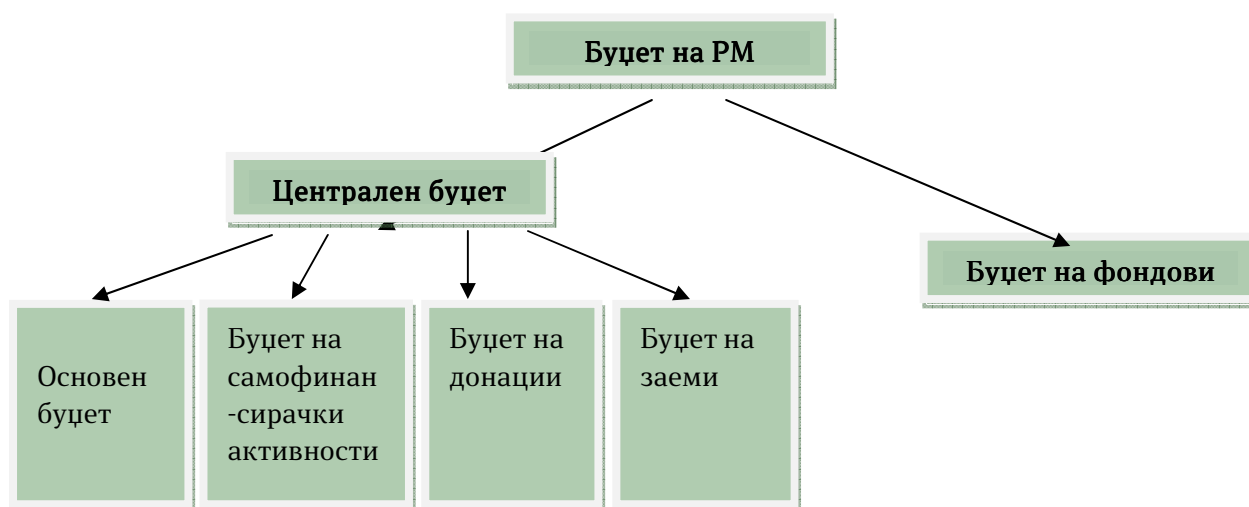 Буџет на РМ
Централен буџет
Буџет на фондови
Основен
буџет
Буџет на
самофинан
-сирачки
активности
Буџет на
донации
Буџет на
заеми